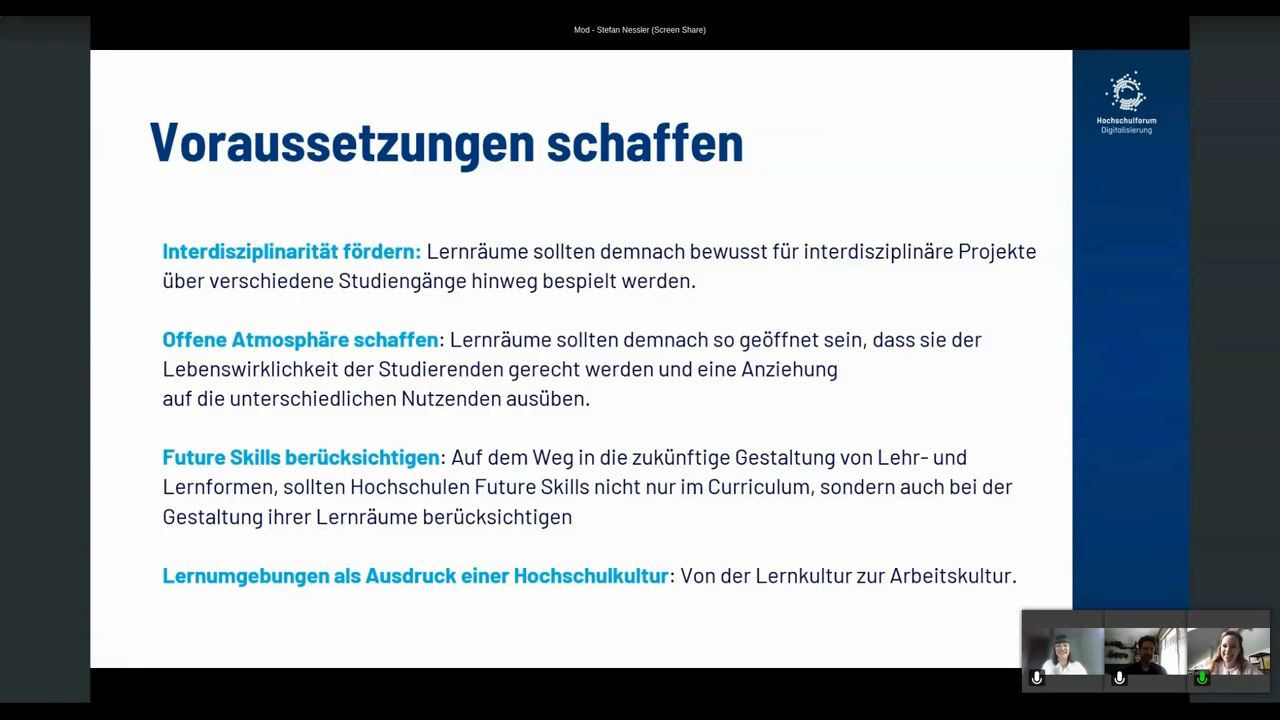 Mod - Stefan Nessler (Screen Share)
Hochschulforum
Digitalisierung
Voraussetzungen schaffen
Interdisziplinarität fördern: Lernräume sollten demnach bewusst für interdisziplinäre Projekte
über verschiedene Studiengänge hinweg bespielt werden.
Offene Atmosphäre schaffen: Lernräume sollten demnach so geöffnet sein, dass sie der
Lebenswirklichkeit der Studierenden gerecht werden und eine Anziehung
auf die unterschiedlichen Nutzenden ausüben.
Future Skills berücksichtigen: Auf dem Weg in die zukünftige Gestaltung von Lehr- und
Lernformen, sollten Hochschulen Future Skills nicht nur im Curriculum, sondern auch bei der
Gestaltung ihrer Lernräume berücksichtigen
Lernumgebungen als Ausdruck einer Hochschulkultur: Von der Lernkultur zur Arbeitskultur.